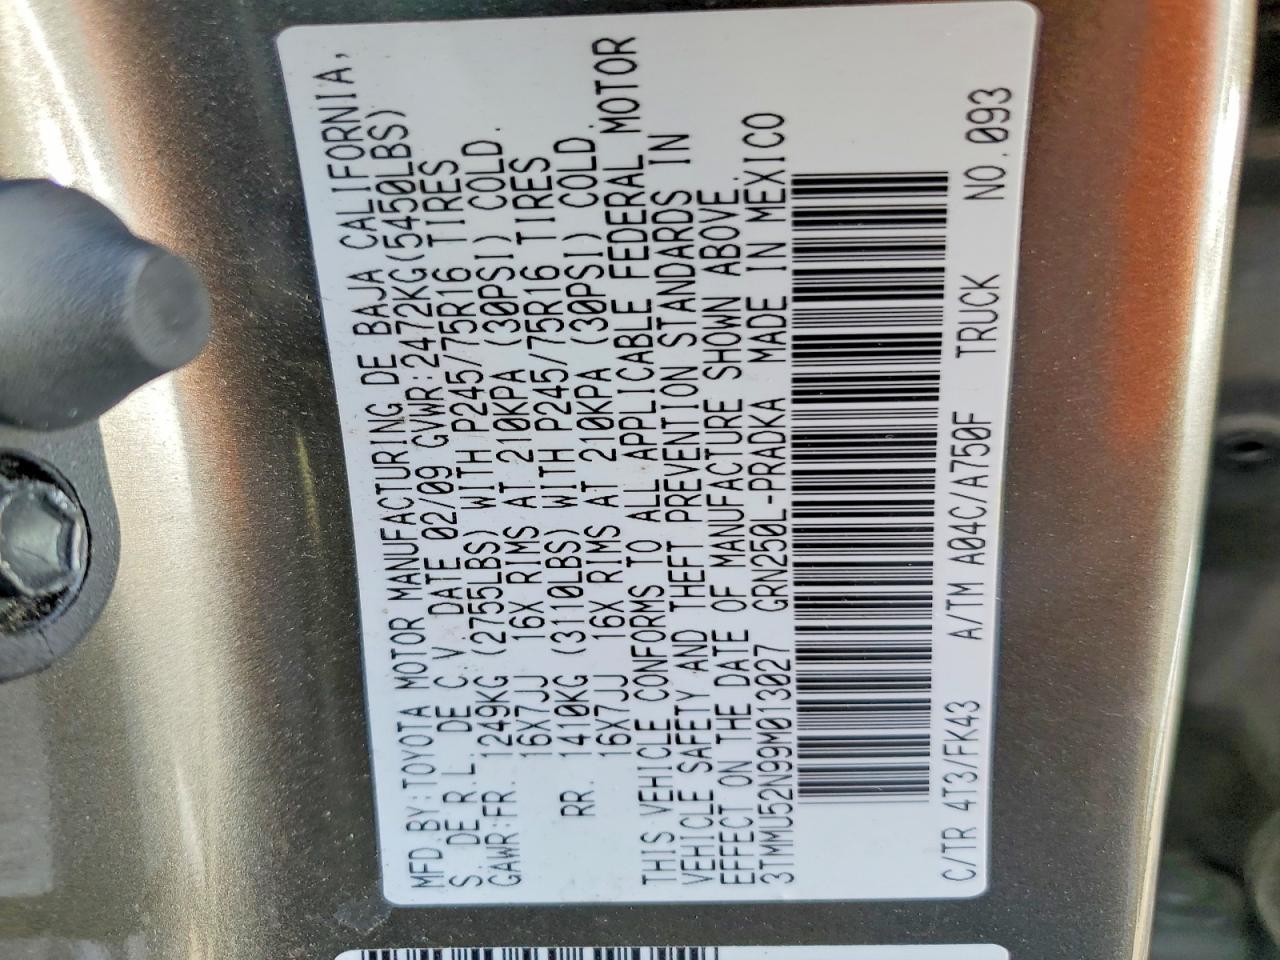 MFD.BY:TOYOTA MOTOR MANUFACTURING DE BAJA CALIFORNIA,
S. DE R.L. DE C.V. DATE 02/09 GVWR:2472KG(5450LBS)
GAWR:FR. 1249KG (2755LBS) WITH P245/75R16 TIRES
16X7JJ 16X RIMS AT 210KPA (30PSI) COLD.
RR. 1410KG (3110LBS) WITH P245/75R16 TIRES
16X7JJ 16X RIMS AT 210KPA (30PSI) COLD.
THIS VEHICLE CONFORMS TO ALL APPLICABLE FEDERAL MOTOR
VEHICLE SAFETY AND THEFT PREVENTION STANDARDS IN
EFFECT ON THE DATE OF MANUFACTURE SHOWN ABOVE
3TMMU52N99M013027 GRN250L-PRADKA MADE IN MEXICO
C/TR 4T3/FK43 A/TM A04C/A750F TRUCK NO.093